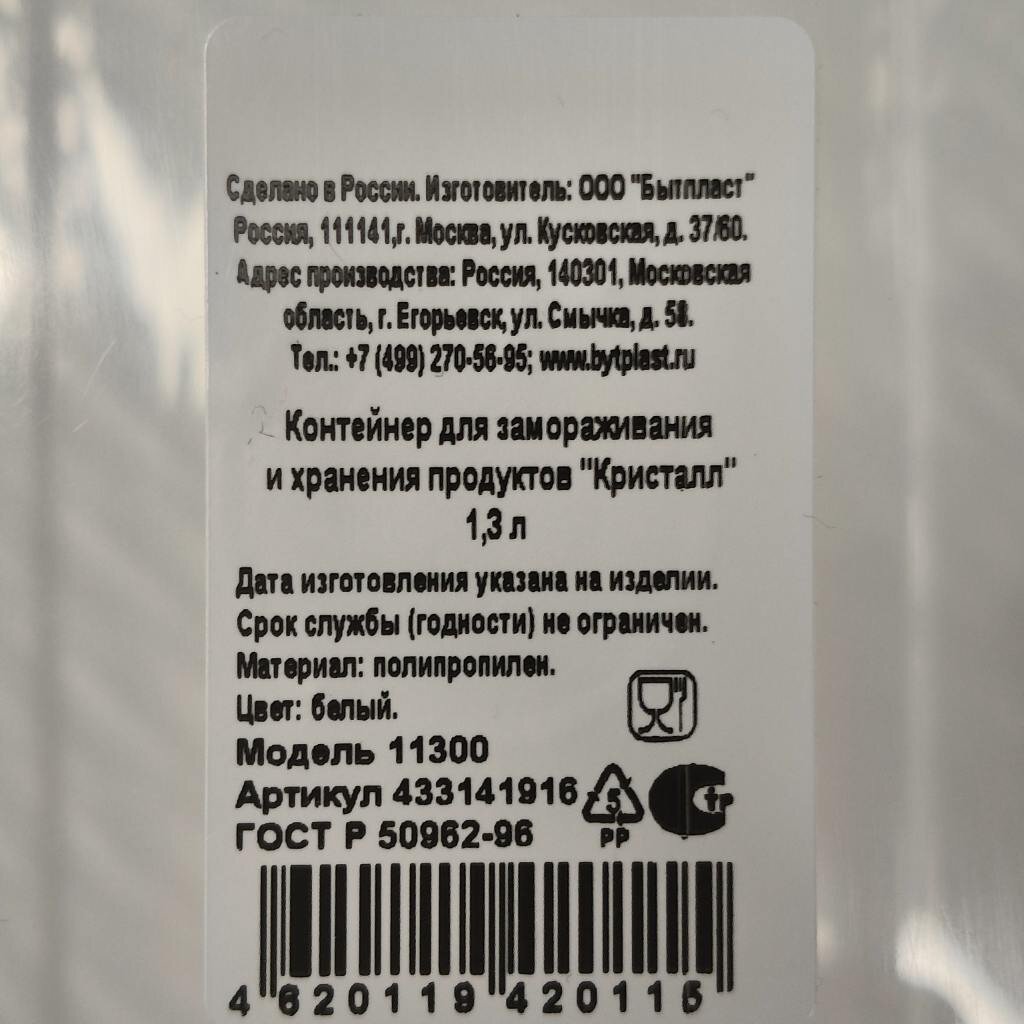 Сделано в России. Изготовитель: ООО "Бытпласт"
Россия, 111141,г. Москва, ул. Кусковская, д. 37/60.
Адрес производства: Россия, 140301, Московская
область, г. Егорьевск, ул. Смычка, д. 58.
Тел.: +7 (499) 270-56-95; www.bytplast.ru
Контейнер для замораживания
и хранения продуктов "Кристалл"
1,3 л
Дата изготовления указана на изделии.
Срок службы (годности) не ограничен.
Материал: полипропилен.
Цвет: белый.
Модель 11300
Артикул 433141916
ГОСТ Р 50962-96
5
PP
тр
4 620119 420115